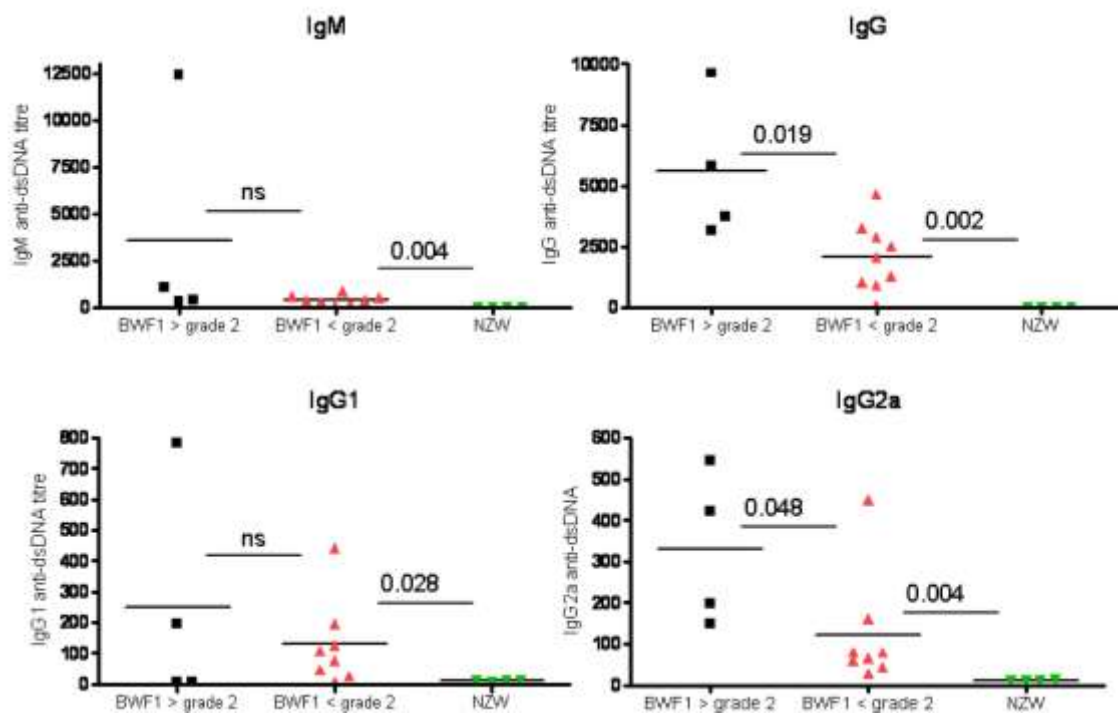 IgM
IgM anti-dsDNA titre
12500
10000
7500
5000
2500
0
ns
0.004
BWF1 > grade 2
BWF1 < grade 2
NZW
IgG
IgG anti-dsDNA titre
10000
7500
5000
2500
0
0.019
0.002
BWF1 > grade 2
BWF1 < grade 2
NZW
IgG1
IgG1 anti-dsDNA titre
800
700
600
500
400
300
200
100
0
ns
0.028
BWF1 > grade 2
BWF1 < grade 2
NZW
IgG2a
IgG2a anti-dsDNA
600
500
400
300
200
100
0
0.048
0.004
BWF1 > grade 2
BWF1 < grade 2
NZW